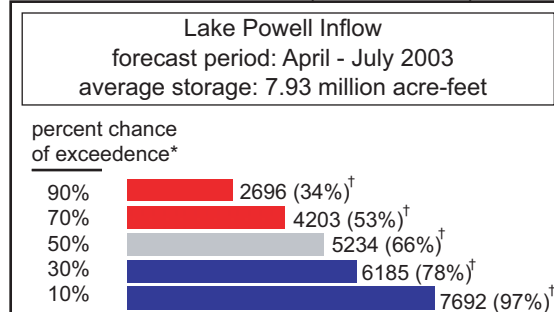 Lake Powell Inflow
forecast period: April - July 2003
average storage: 7.93 million acre-feet
percent chance
of exceedence*
90% 2696 (34%)†
70% 4203 (53%)†
50% 5234 (66%)†
30% 6185 (78%)†
10% 7692 (97%)†